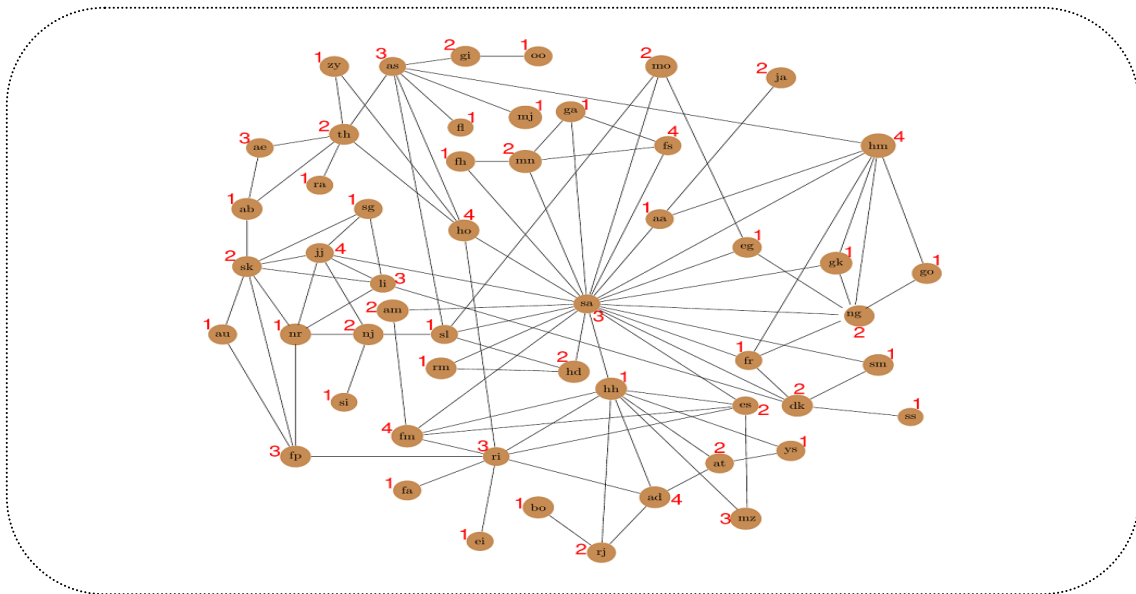 1 zy
3 as
2 gi
1 oo
2 mo
2 ja
1 fl
mj 1
ga 1
2 th
3 ae
1 fh
2 mn
fs 4
hm 4
1 ra
1 ab
1 sg
ho 4
1 aa
1 eg
gk 1
go 1
2 sk
jj 4
li 3
2 am
sa 3
ng 2
1 au
1 nr
2 nj
1 sl
1 rm
2 hd
1 fr
sm 1
1 si
hh 1
es 2
2 dk
ss 1
4 fm
3 fp
3 ri
2 at
ys 1
1 fa
1 bo
ad 4
3 mz
1 ei
2 rj